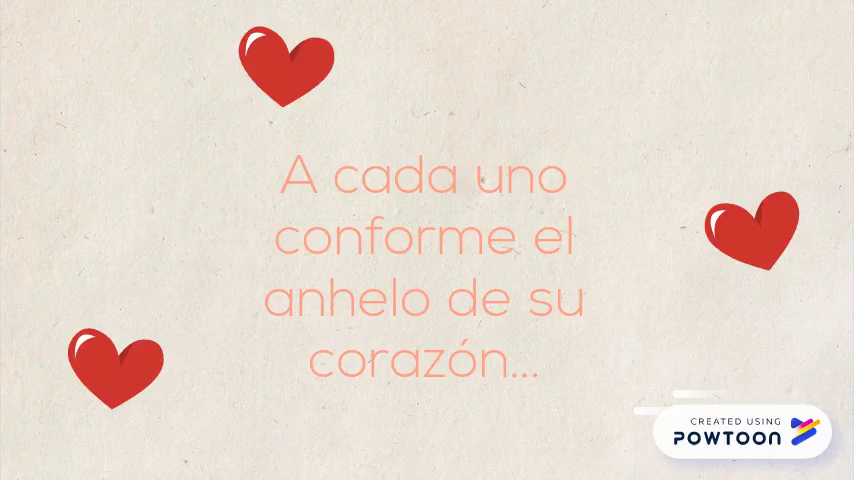 A cada uno
conforme el
anhelo de su
corazón...
CREATED USING
POWTOON